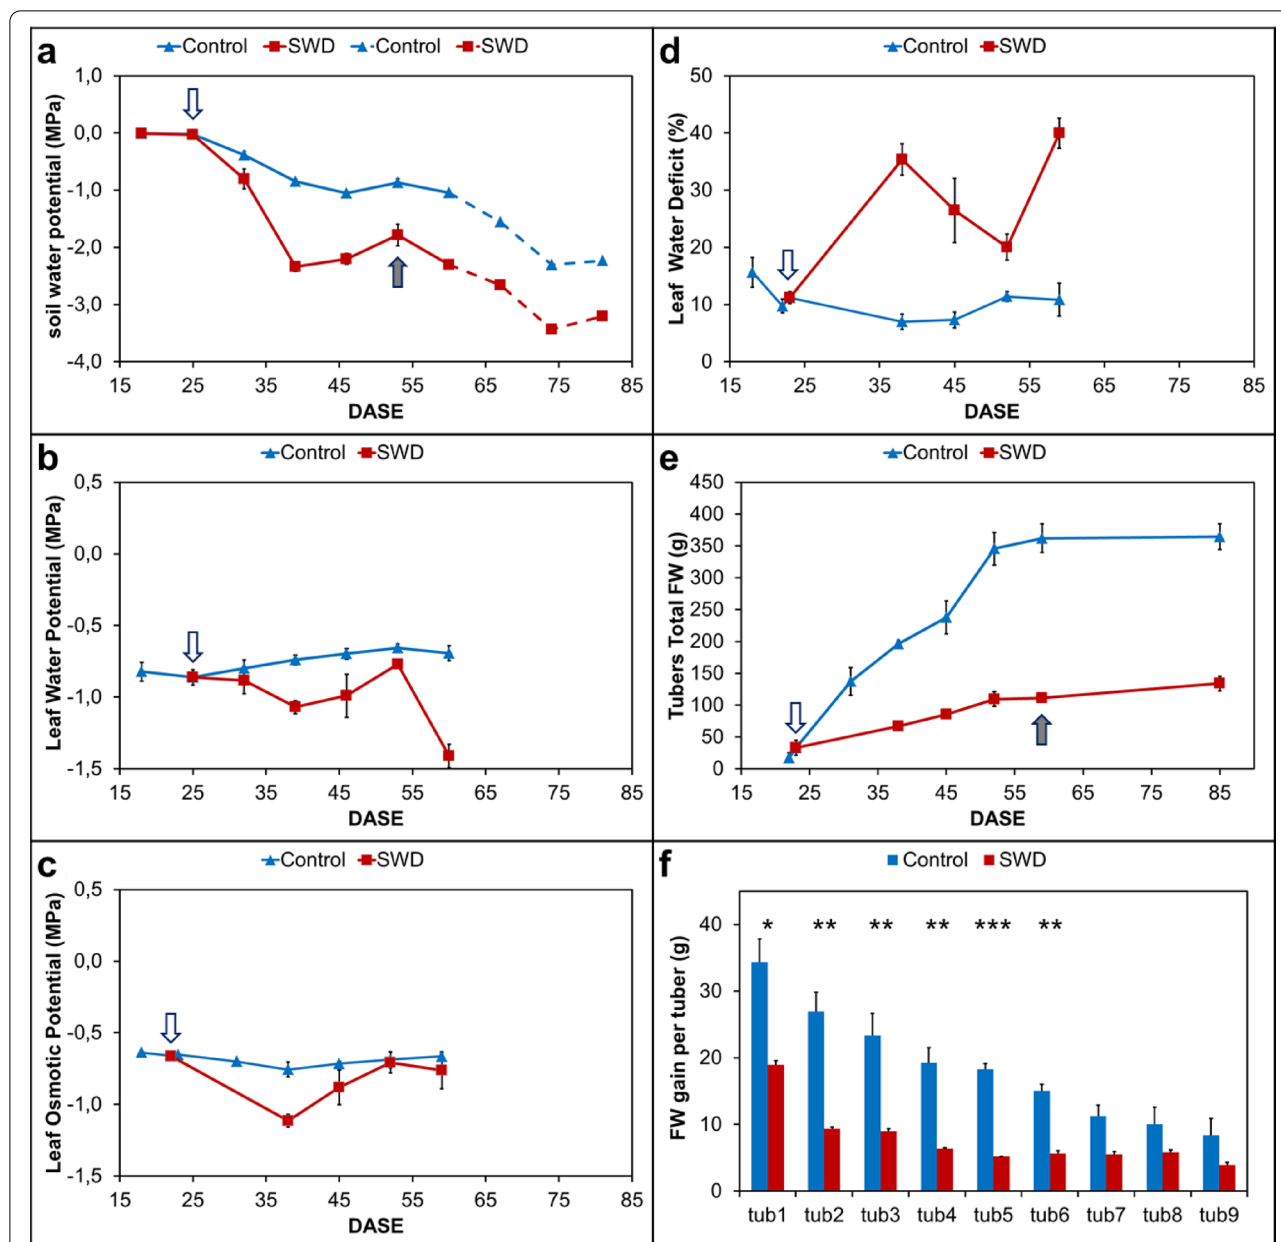 a
Control SWD Control SWD
soil water potential (MPa)
1,0
0,0
-1,0
-2,0
-3,0
-4,0
15 25 35 45 55 65 75 85
DASE
d
Control SWD
Leaf Water Deficit (%)
50
40
30
20
10
0
15 25 35 45 55 65 75 85
DASE
b
Control SWD
Leaf Water Potential (MPa)
0,5
0,0
-0,5
-1,0
-1,5
15 25 35 45 55 65 75 85
DASE
e
Control SWD
Tubers Total FW (g)
450
400
350
300
250
200
150
100
50
0
15 25 35 45 55 65 75 85
DASE
c
Control SWD
Leaf Osmotic Potential (MPa)
0,5
0,0
-0,5
-1,0
-1,5
15 25 35 45 55 65 75 85
DASE
f
Control SWD
FW gain per tuber (g)
40
30
20
10
0
* ** ** ** *** **
tub1 tub2 tub3 tub4 tub5 tub6 tub7 tub8 tub9